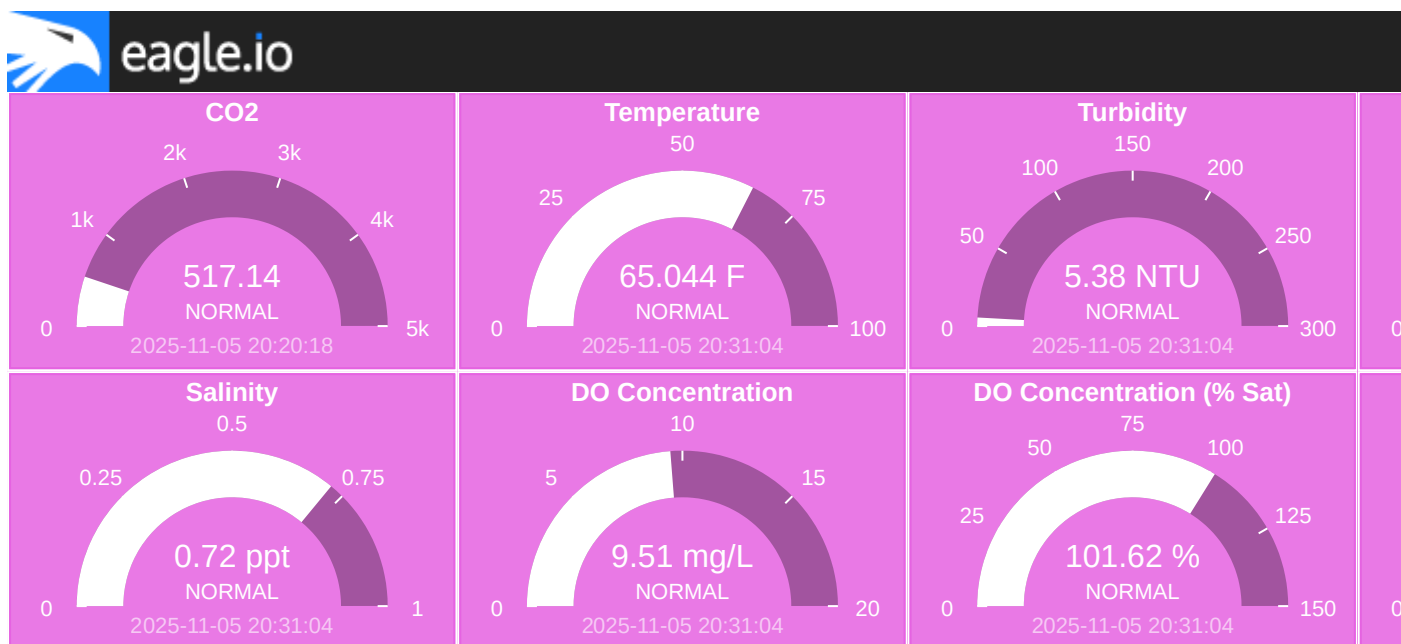 eagle.io
CO2
2k
3k
1k
4k
517.14
NORMAL
0
5k
2025-11-05 20:20:18
Temperature
50
25
75
65.044 F
NORMAL
0
100
2025-11-05 20:31:04
Turbidity
150
100
200
50
250
5.38 NTU
NORMAL
0
300
2025-11-05 20:31:04
0
Salinity
0.5
0.25
0.75
0.72 ppt
NORMAL
0
1
2025-11-05 20:31:04
DO Concentration
10
5
15
9.51 mg/L
NORMAL
0
20
2025-11-05 20:31:04
DO Concentration (% Sat)
75
50
100
25
125
101.62 %
NORMAL
0
150
2025-11-05 20:31:04
0